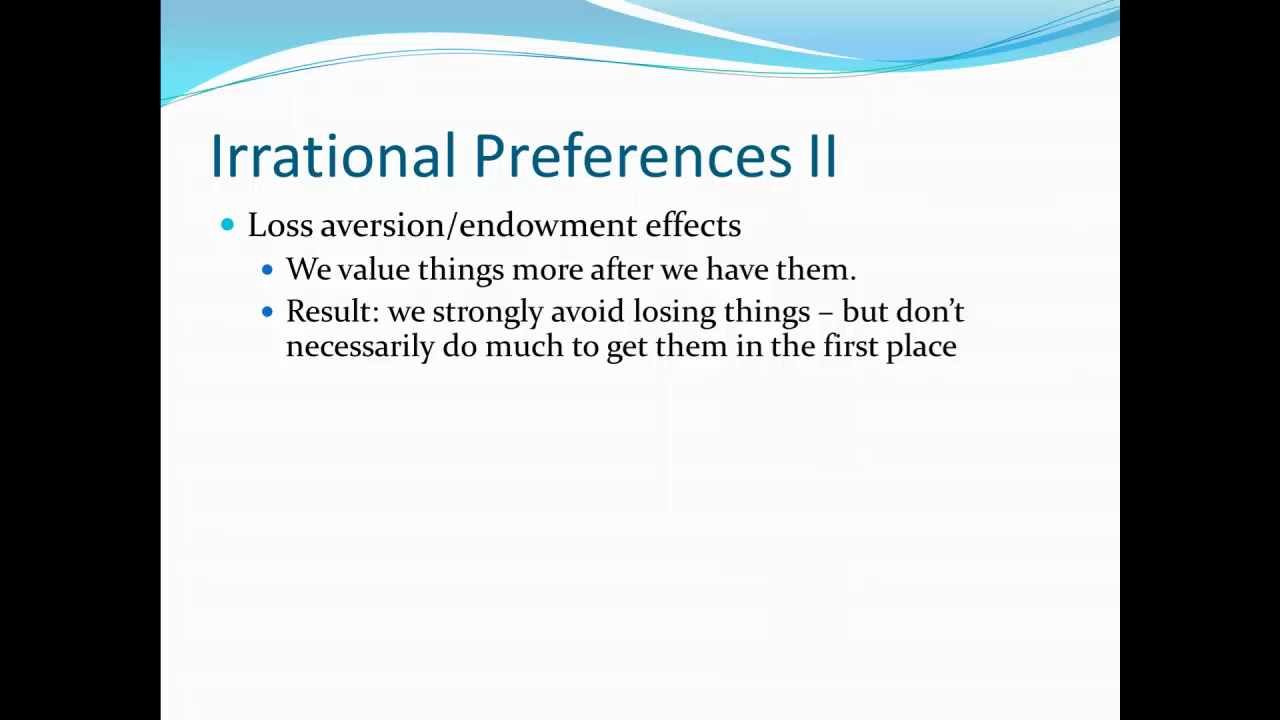 Irrational Preferences II
Loss aversion/endowment effects
We value things more after we have them.
Result: we strongly avoid losing things – but don't
necessarily do much to get them in the first place